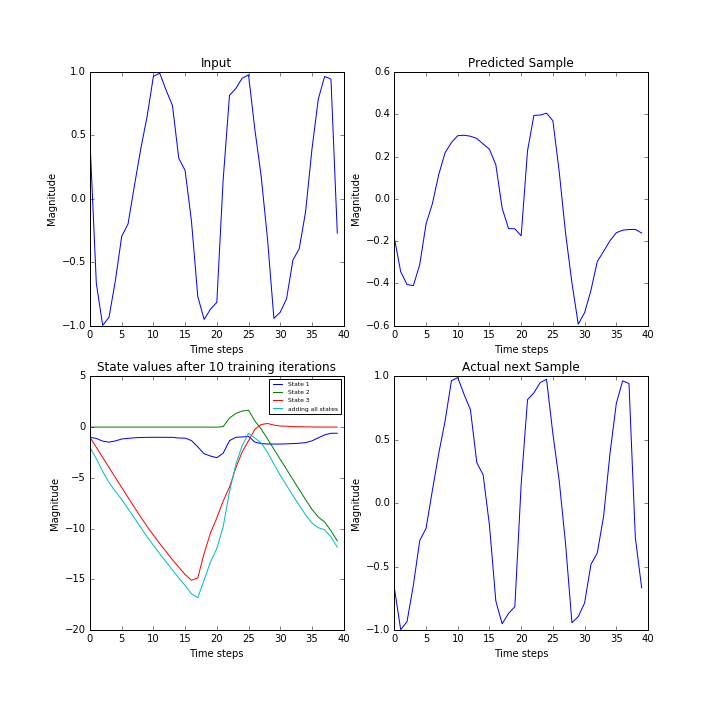 Input
Magnitude
1.0
0.5
0.0
−0.5
−1.0
0 5 10 15 20 25 30 35 40
Time steps
Predicted Sample
Magnitude
0.6
0.4
0.2
0.0
−0.2
−0.4
−0.6
0 5 10 15 20 25 30 35 40
Time steps
State values after 10 training iterations
Magnitude
5
0
−5
−10
−15
−20
0 5 10 15 20 25 30 35 40
Time steps
State 1
State 2
State 3
adding all states
Actual next Sample
Magnitude
1.0
0.5
0.0
−0.5
−1.0
0 5 10 15 20 25 30 35 40
Time steps